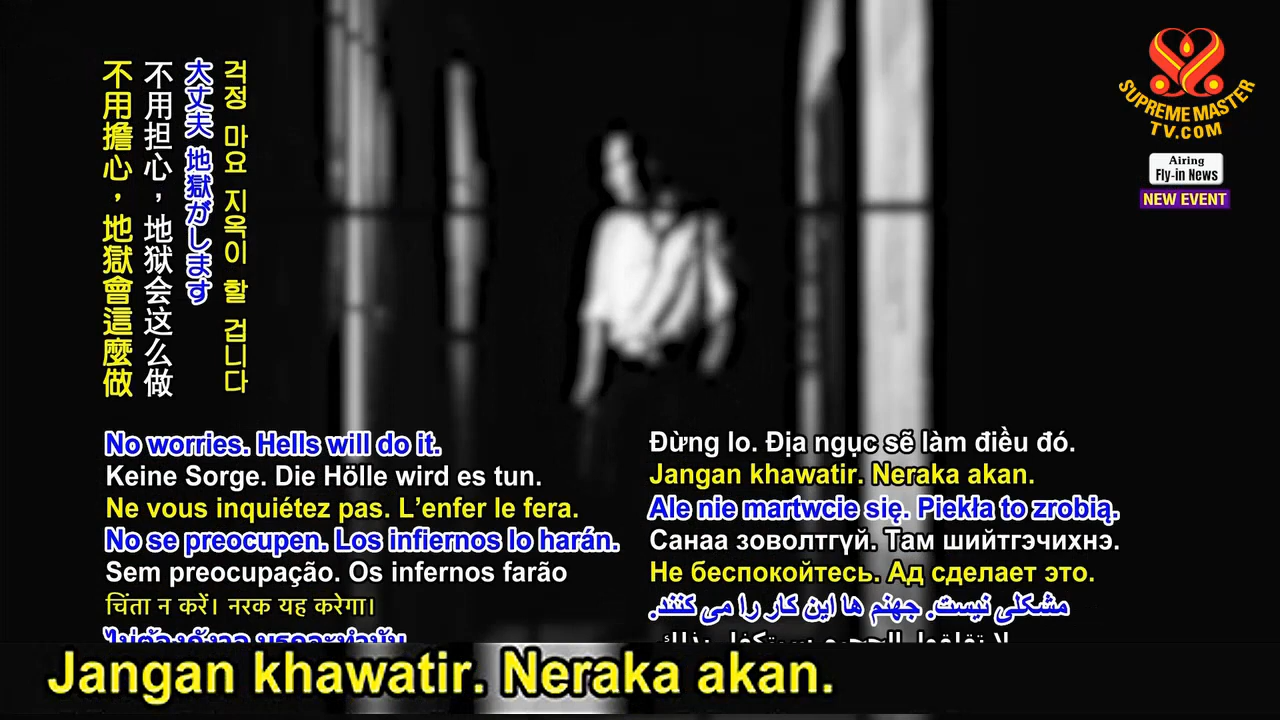 不用擔心，地獄會這麼做
不用担心，地狱会这么做
大丈夫 地獄がします
걱정 마요 지옥이 할 겁니다
SUPREME MASTER
TV.COM
Airing
Fly-in News
NEW EVENT
No worries. Hells will do it.
Keine Sorge. Die Hölle wird es tun.
Ne vous inquiétez pas. L’enfer le fera.
No se preocupen. Los infiernos lo harán.
Sem preocupação. Os infernos farão
चिंता न करें। नरक यह करेगा।
Đừng lo. Địa ngục sẽ làm điều đó.
Jangan khawatir. Neraka akan.
Ale nie martwcie się. Piekła to zrobią.
Санаа зоволтгүй. Там шийтгэчихнэ.
Не беспокойтесь. Ад сделает это.
مشکلی نیست. جهنم ها این کار را می کنند.
Jangan khawatir. Neraka akan.